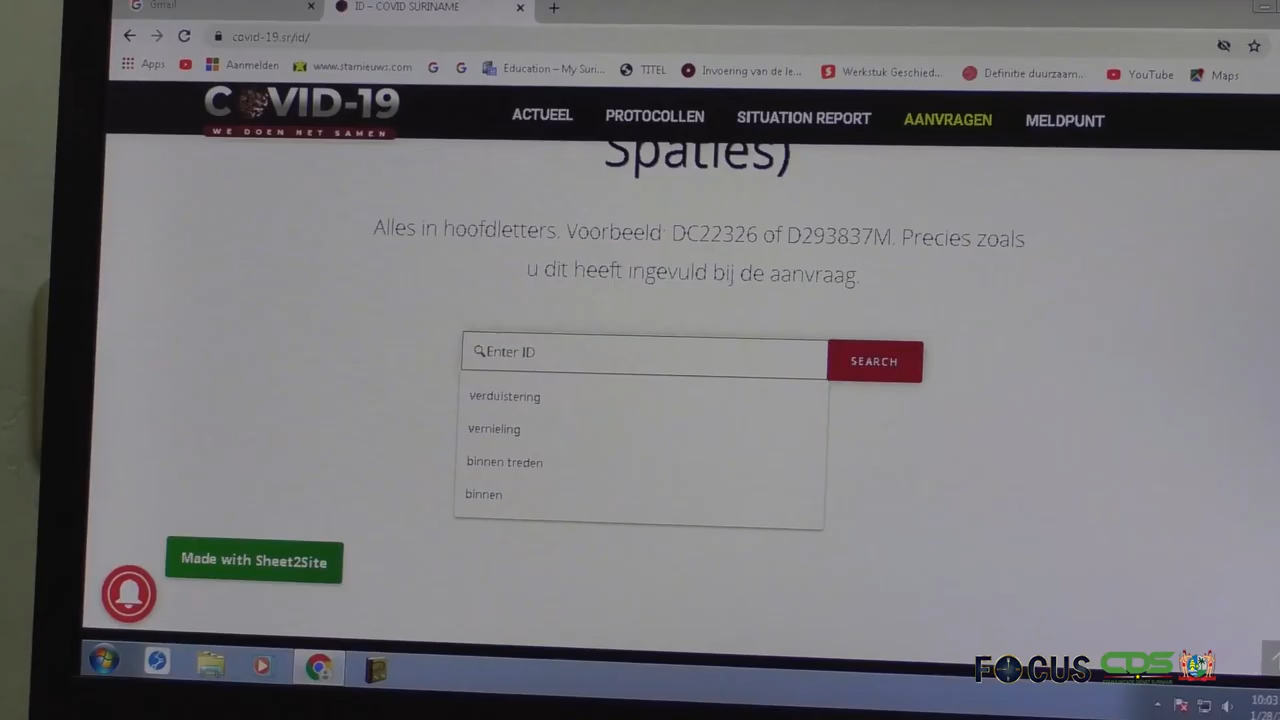 Gmail
ID – COVID SURINAME
covid-19.sr/id/
Apps
Aanmelden
www.starnieuws.com
Education – My Suri...
TITEL
Invoering van de le...
Werkstuk Geschied...
Definitie duurzaam...
YouTube
Maps
COVID-19
WE DOEN HET SAMEN
ACTUEEL
PROTOCOLLEN
SITUATION REPORT
AANVRAGEN
MELDPUNT
Spaties)
Alles in hoofdletters. Voorbeeld: DC22326 of D293837M. Precies zoals
u dit heeft ingevuld bij de aanvraag.
Enter ID
SEARCH
verduistering
vernieling
binnen treden
binnen
Made with Sheet2Site
FOCUS
CDS
10:03